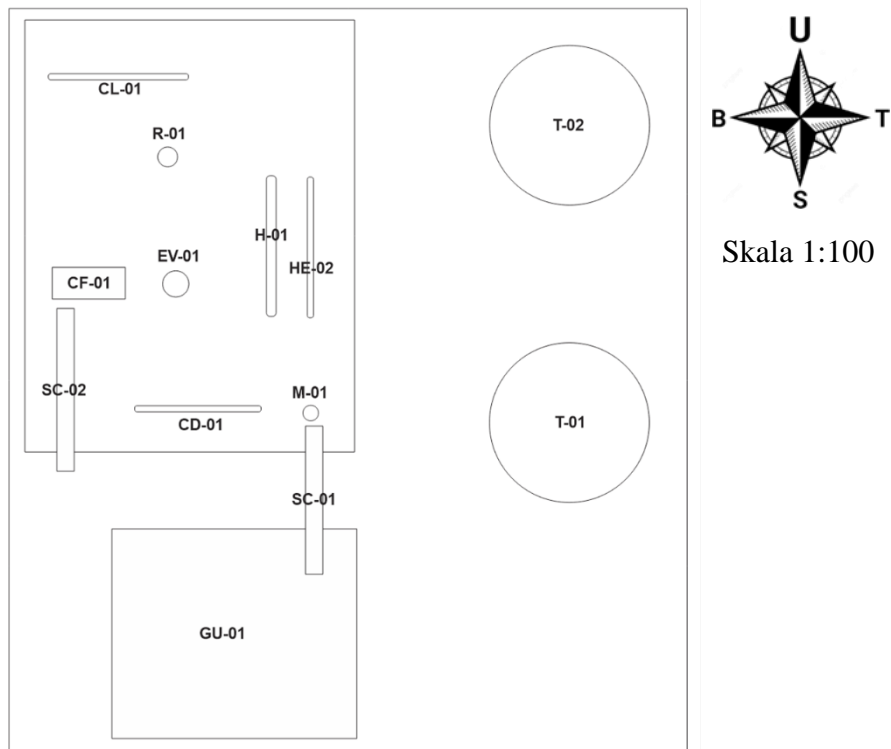 CL-01
R-01
T-02
H-01
EV-01
HE-02
CF-01
SC-02
M-01
CD-01
T-01
SC-01
GU-01
U
B
T
S
Skala 1:100